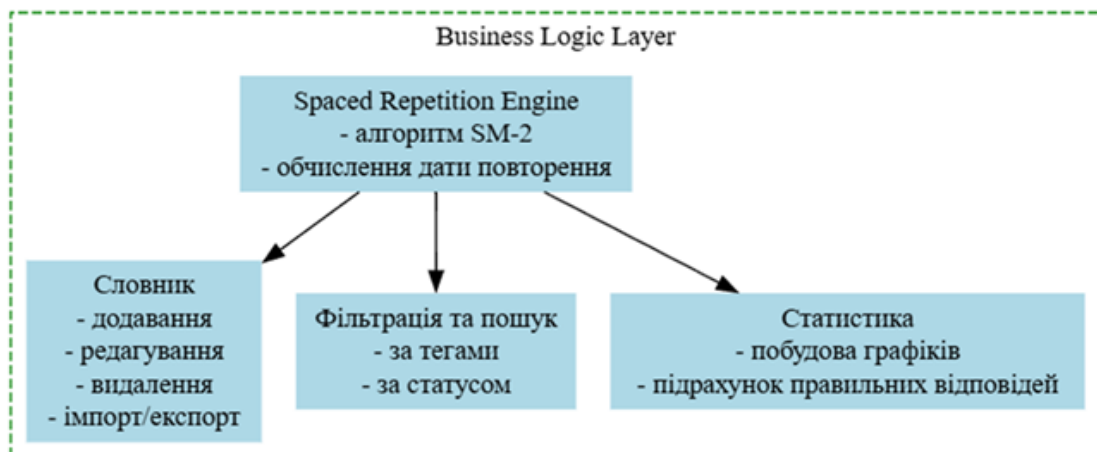 Business Logic Layer
Spaced Repetition Engine
- алгоритм SM-2
- обчислення дати повторення
Словник
- додавання
- редагування
- видалення
- імпорт/експорт
Фільтрація та пошук
- за тегами
- за статусом
Статистика
- побудова графіків
- підрахунок правильних відповідей